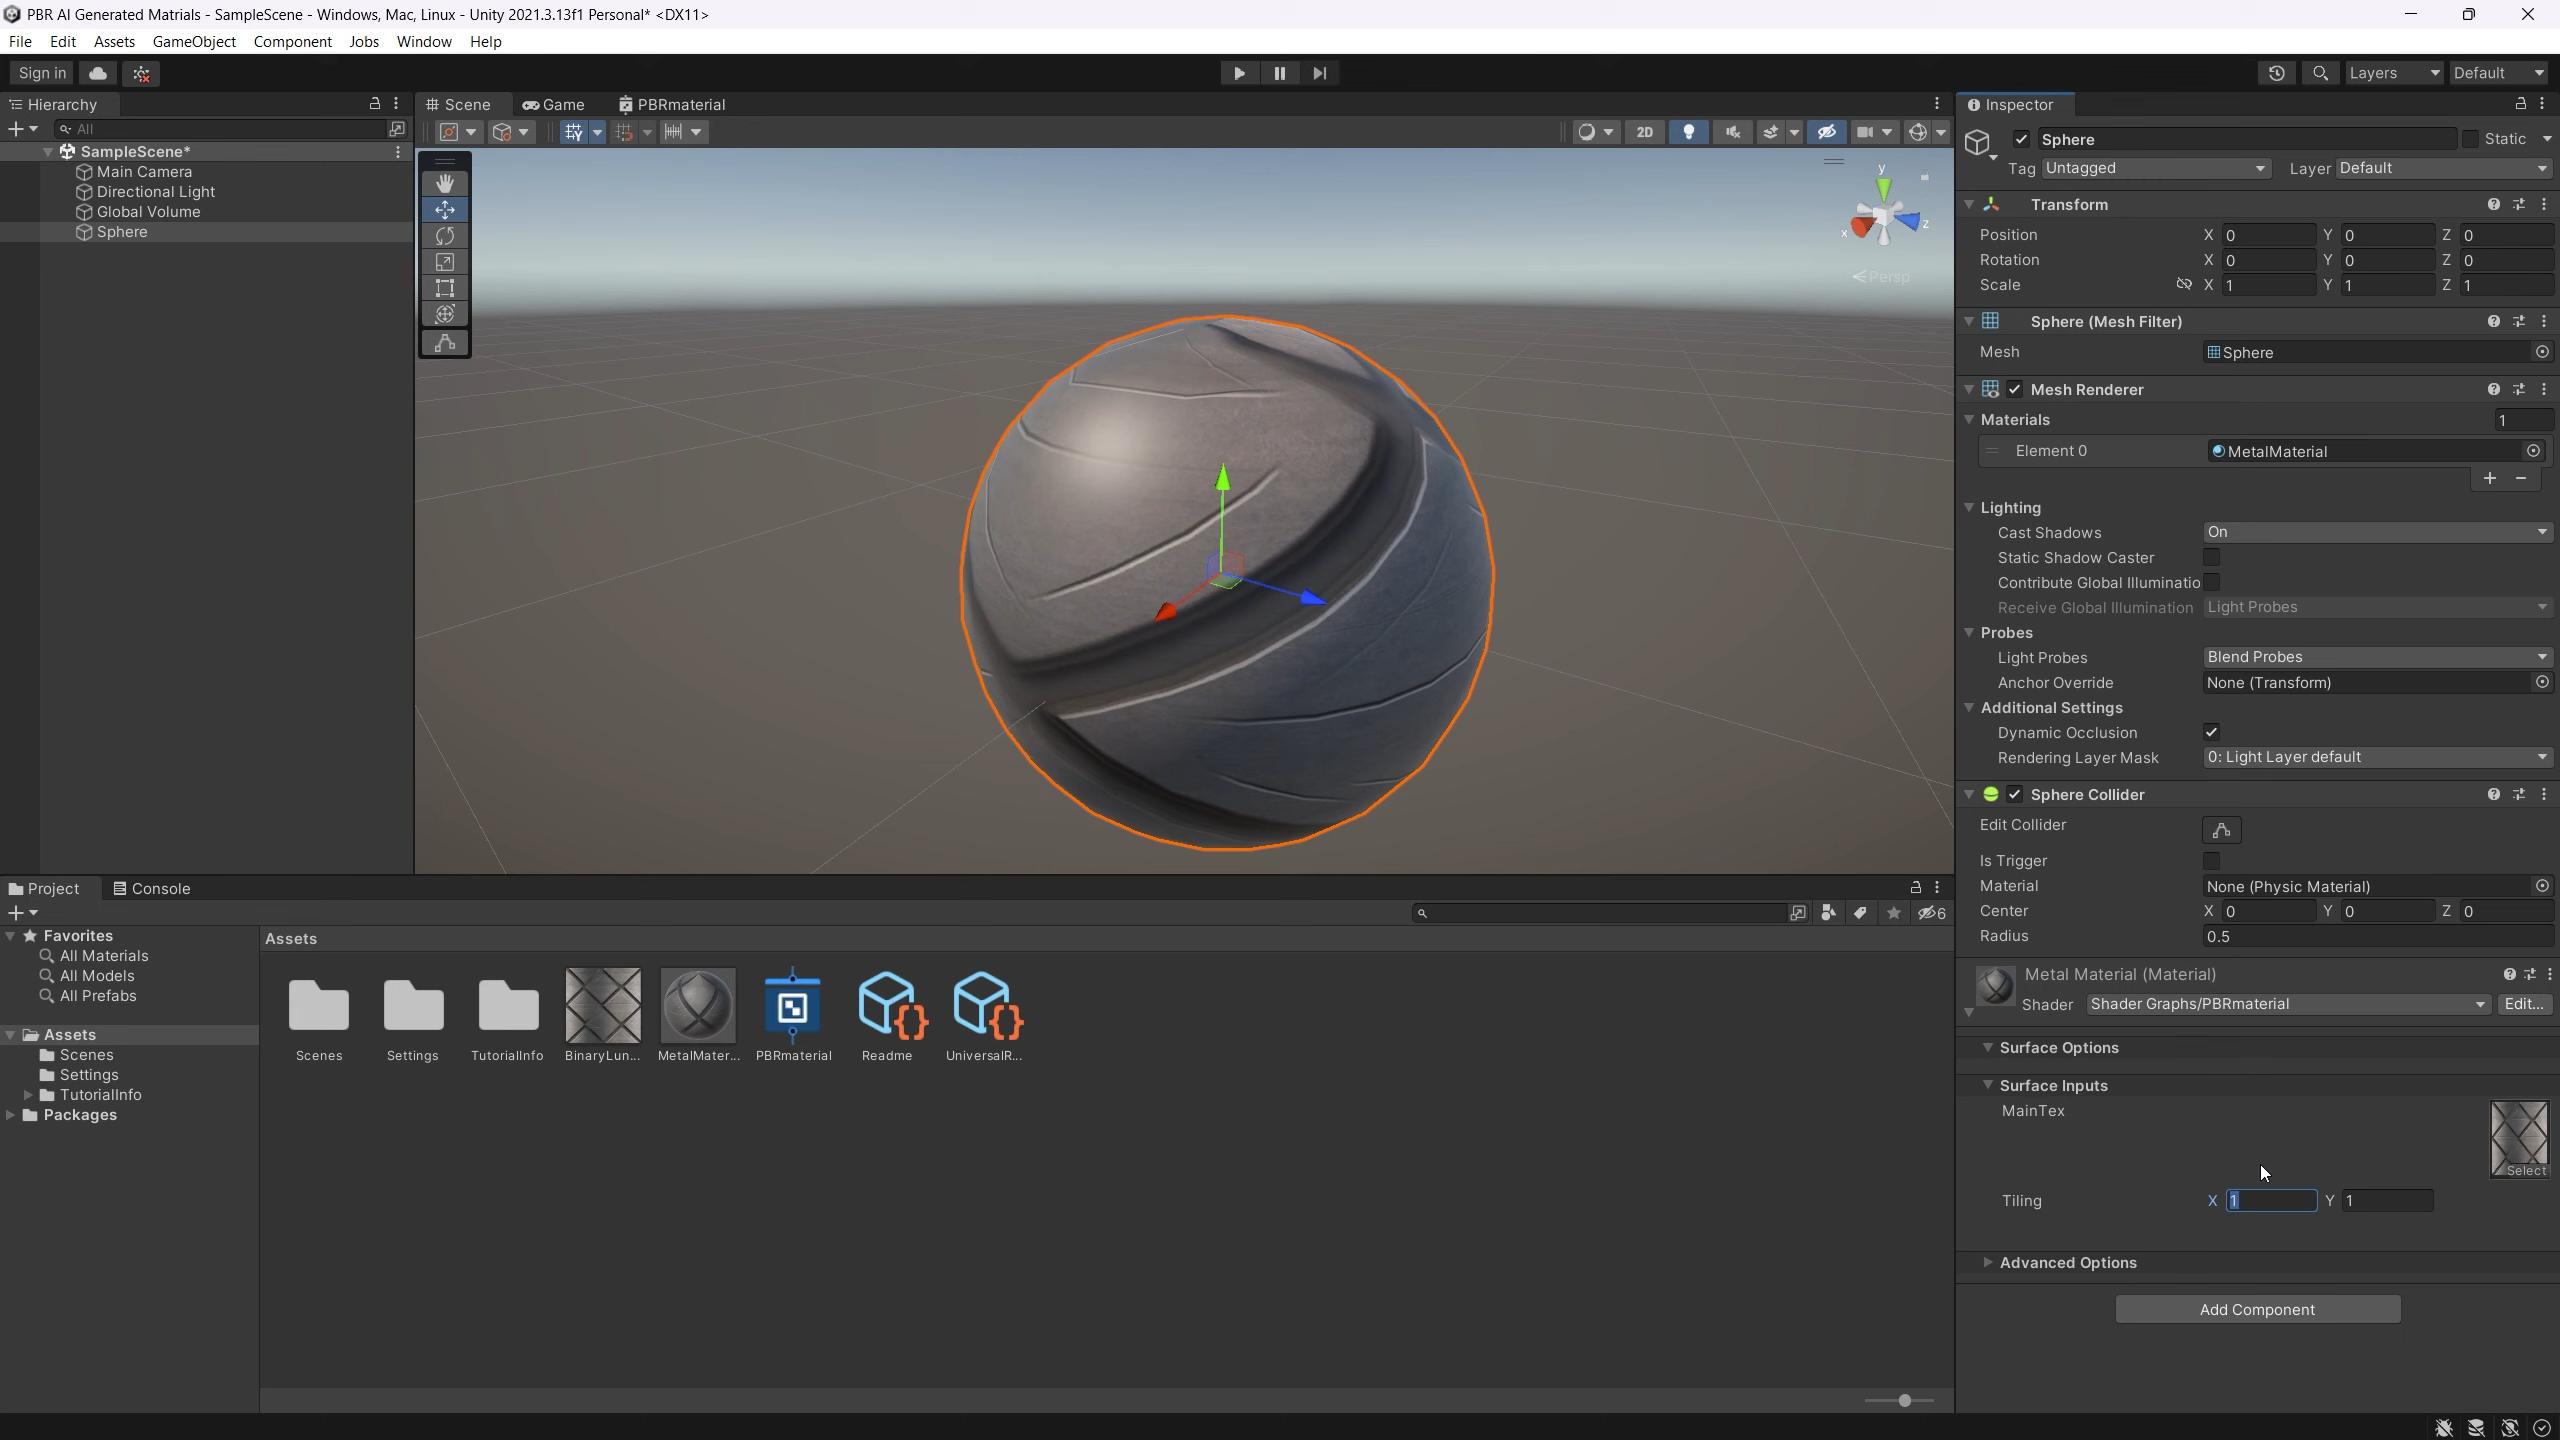 PBR AI Generated Matrials - SampleScene - Windows, Mac, Linux - Unity 2021.3.13f1 Personal* <DX11>
File Edit Assets GameObject Component Jobs Window Help
Sign in
Layers
Default
Hierarchy
All
SampleScene*
Main Camera
Directional Light
Global Volume
Sphere
Scene Game PBRmaterial
2D
y
x
z
Persp
Inspector
Sphere Static
Tag Untagged Layer Default
Transform
Position X 0 Y 0 Z 0
Rotation X 0 Y 0 Z 0
Scale X 1 Y 1 Z 1
Sphere (Mesh Filter)
Mesh Sphere
Mesh Renderer
Materials 1
Element 0 MetalMaterial
Lighting
Cast Shadows On
Static Shadow Caster
Contribute Global Illuminatio
Receive Global Illumination Light Probes
Probes
Light Probes Blend Probes
Anchor Override None (Transform)
Additional Settings
Dynamic Occlusion
Rendering Layer Mask 0: Light Layer default
Sphere Collider
Edit Collider
Is Trigger
Material None (Physic Material)
Center X 0 Y 0 Z 0
Radius 0.5
Metal Material (Material)
Shader Shader Graphs/PBRmaterial Edit...
Surface Options
Surface Inputs
MainTex
Select
Tiling X 1 Y 1
Advanced Options
Add Component
Project Console
6
Favorites
All Materials
All Models
All Prefabs
Assets
Scenes
Settings
TutorialInfo
Packages
Assets
Scenes Settings TutorialInfo BinaryLun... MetalMater... PBRmaterial Readme UniversalR...